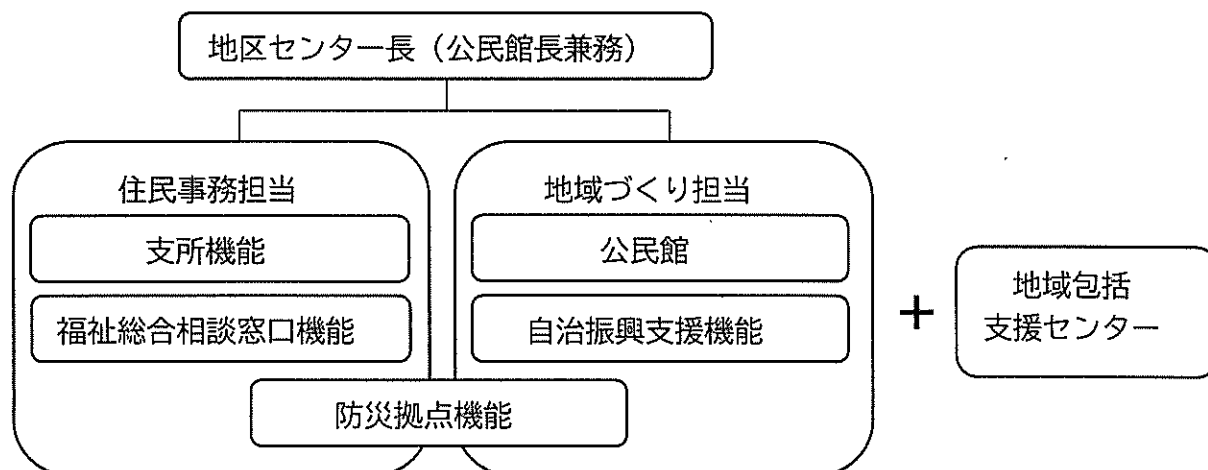 地区センター長（公民館長兼務）
住民事務担当
支所機能
福祉総合相談窓口機能
地域づくり担当
公民館
自治振興支援機能
防災拠点機能
+
地域包括
支援センター